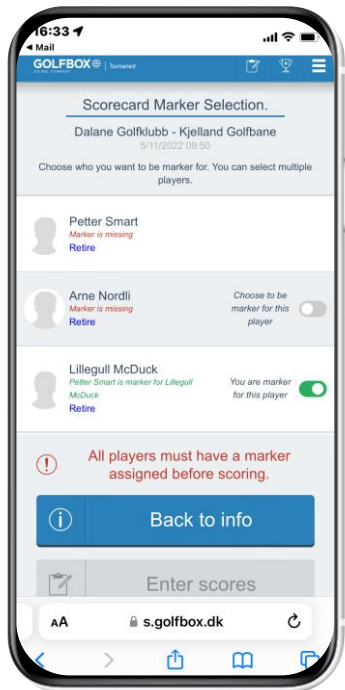 16:33
◀ Mail
GOLFBOX Tournament
AN IMG COMPANY
Scorecard Marker Selection.
Dalane Golfklubb - Kjelland Golfbane
5/11/2022 09:50
Choose who you want to be marker for. You can select multiple
players.
Petter Smart
Marker is missing
Retire
Arne Nordli
Marker is missing
Retire
Choose to be
marker for this
player
Lillegull McDuck
Petter Smart is marker for Lillegull
McDuck
Retire
You are marker
for this player
All players must have a marker
assigned before scoring.
Back to info
Enter scores
AA
s.golfbox.dk